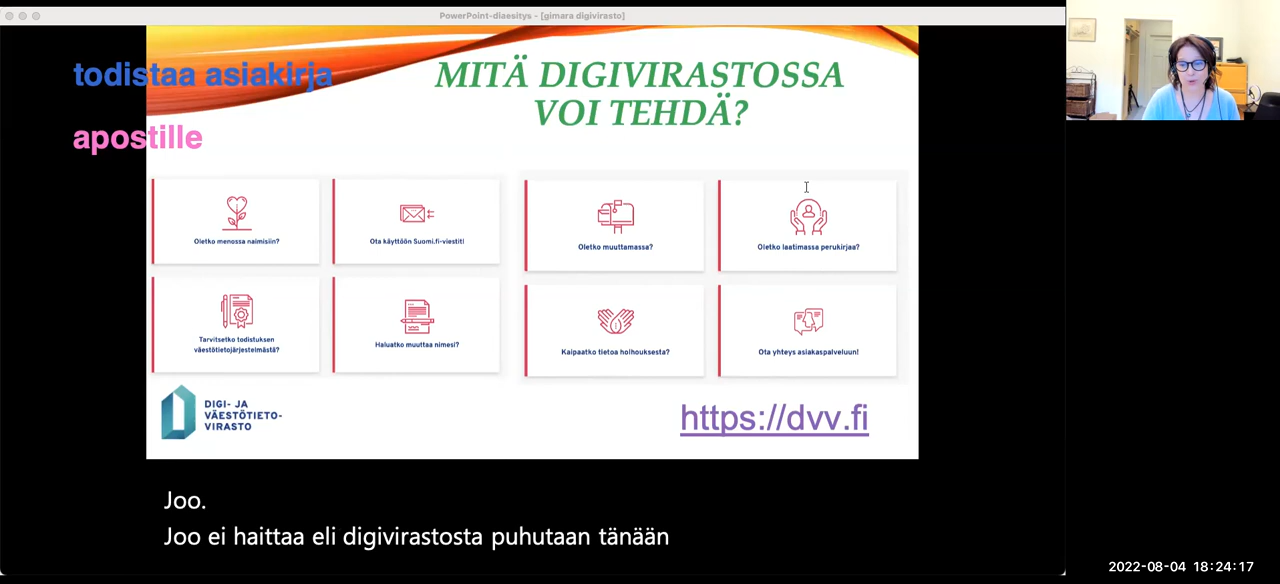 PowerPoint-diaesitys - [gimara digivirasto]
todistaa asiakirja
apostille
MITÄ DIGIVIRASTOSSA
VOI TEHDÄ?
Oletko menossa naimisiin?
Ota käyttöön Suomi.fi-viestit!
Oletko muuttamassa?
Oletko laatimassa perukirjaa?
Tarvitsetko todistuksen
väestötietojärjestelmästä?
Haluatko muuttaa nimesi?
Kaipaatko tietoa holhouksesta?
Ota yhteys asiakaspalveluun!
DIGI- JA
VÄESTÖTIETO-
VIRASTO
https://dvv.fi
Joo.
Joo ei haittaa eli digivirastosta puhutaan tänään
2022-08-04 18:24:17